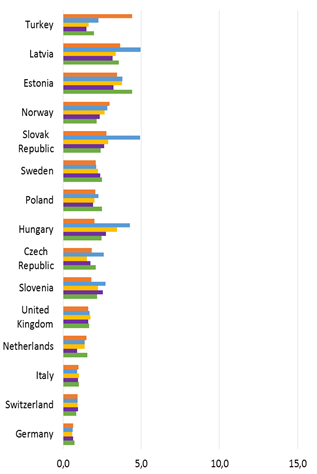 Turkey
Latvia
Estonia
Norway
Slovak
Republic
Sweden
Poland
Hungary
Czech
Republic
Slovenia
United
Kingdom
Netherlands
Italy
Switzerland
Germany
0,0 5,0 10,0 15,0